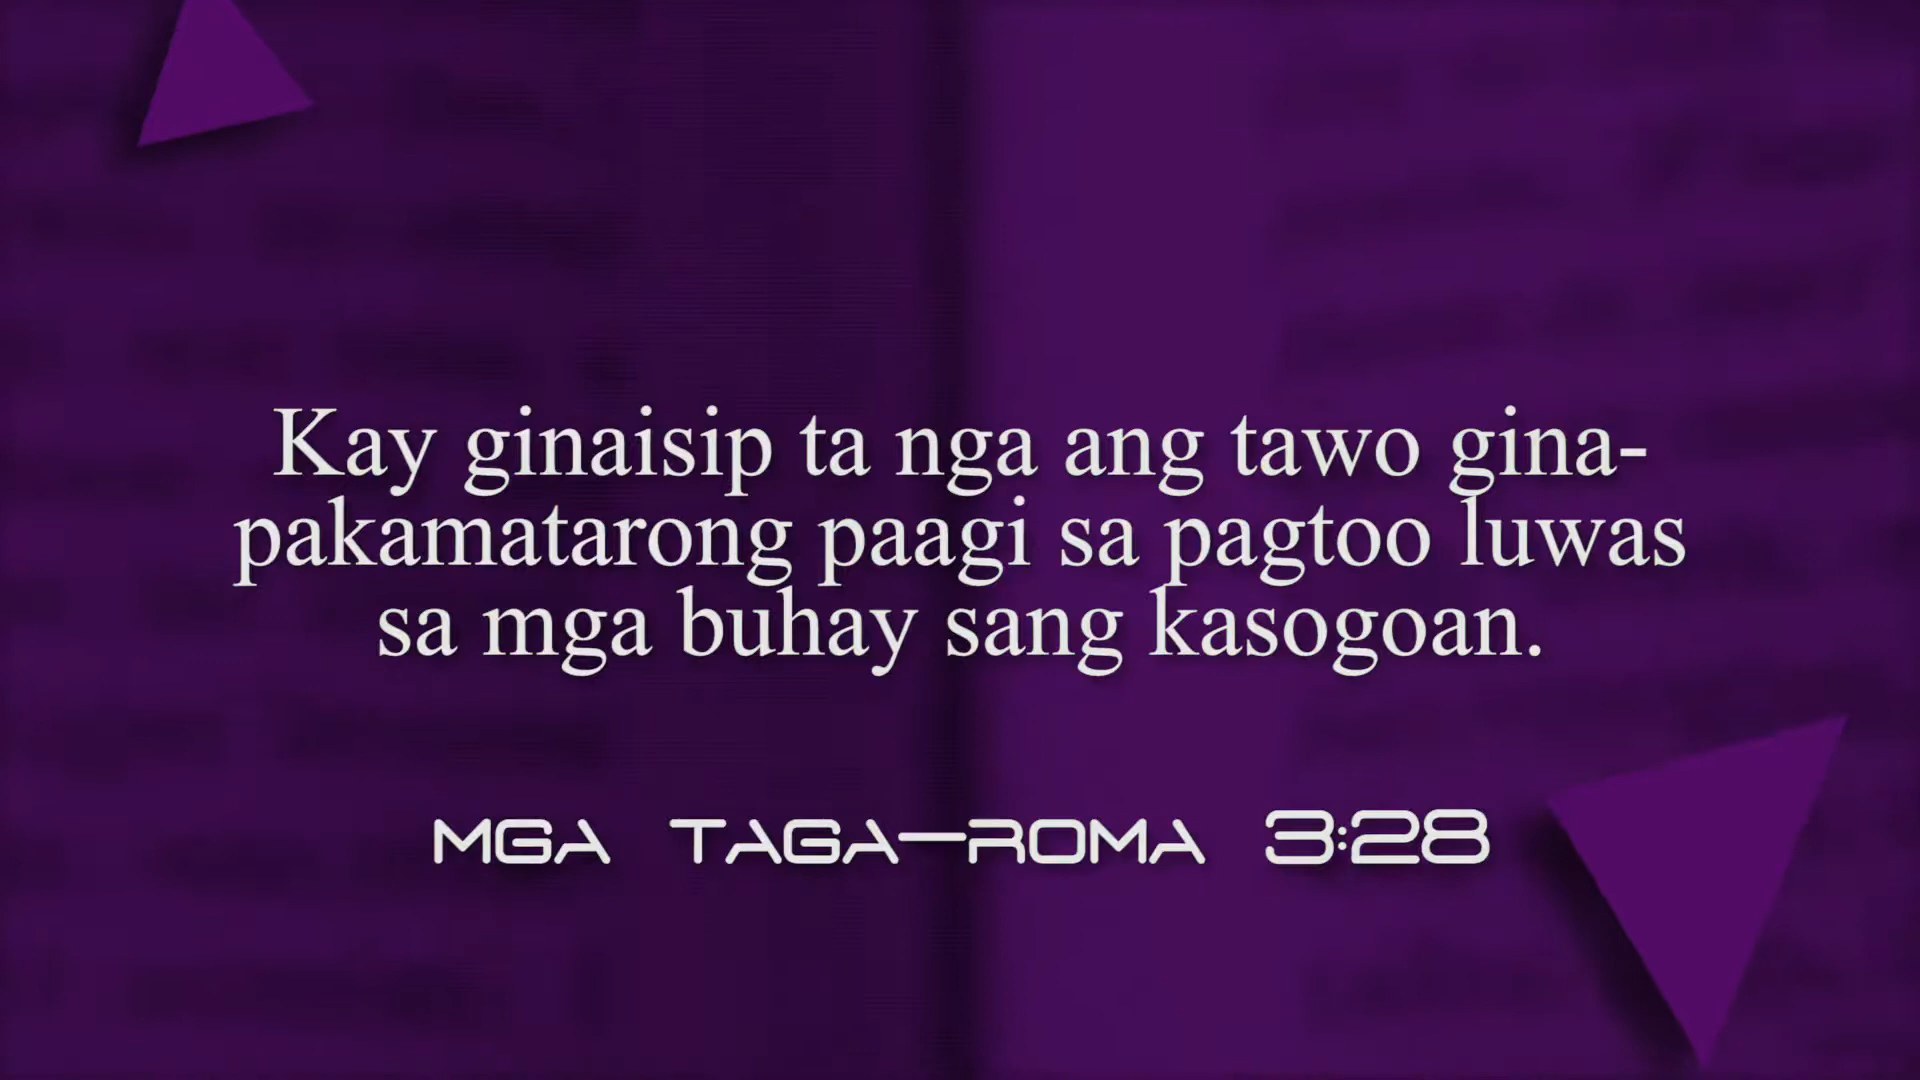 Kay ginaisip ta nga ang tawo gina-
pakamatarong paagi sa pagtoo luwas
sa mga buhay sang kasogoan.
MGA TAGA-ROMA 3:28